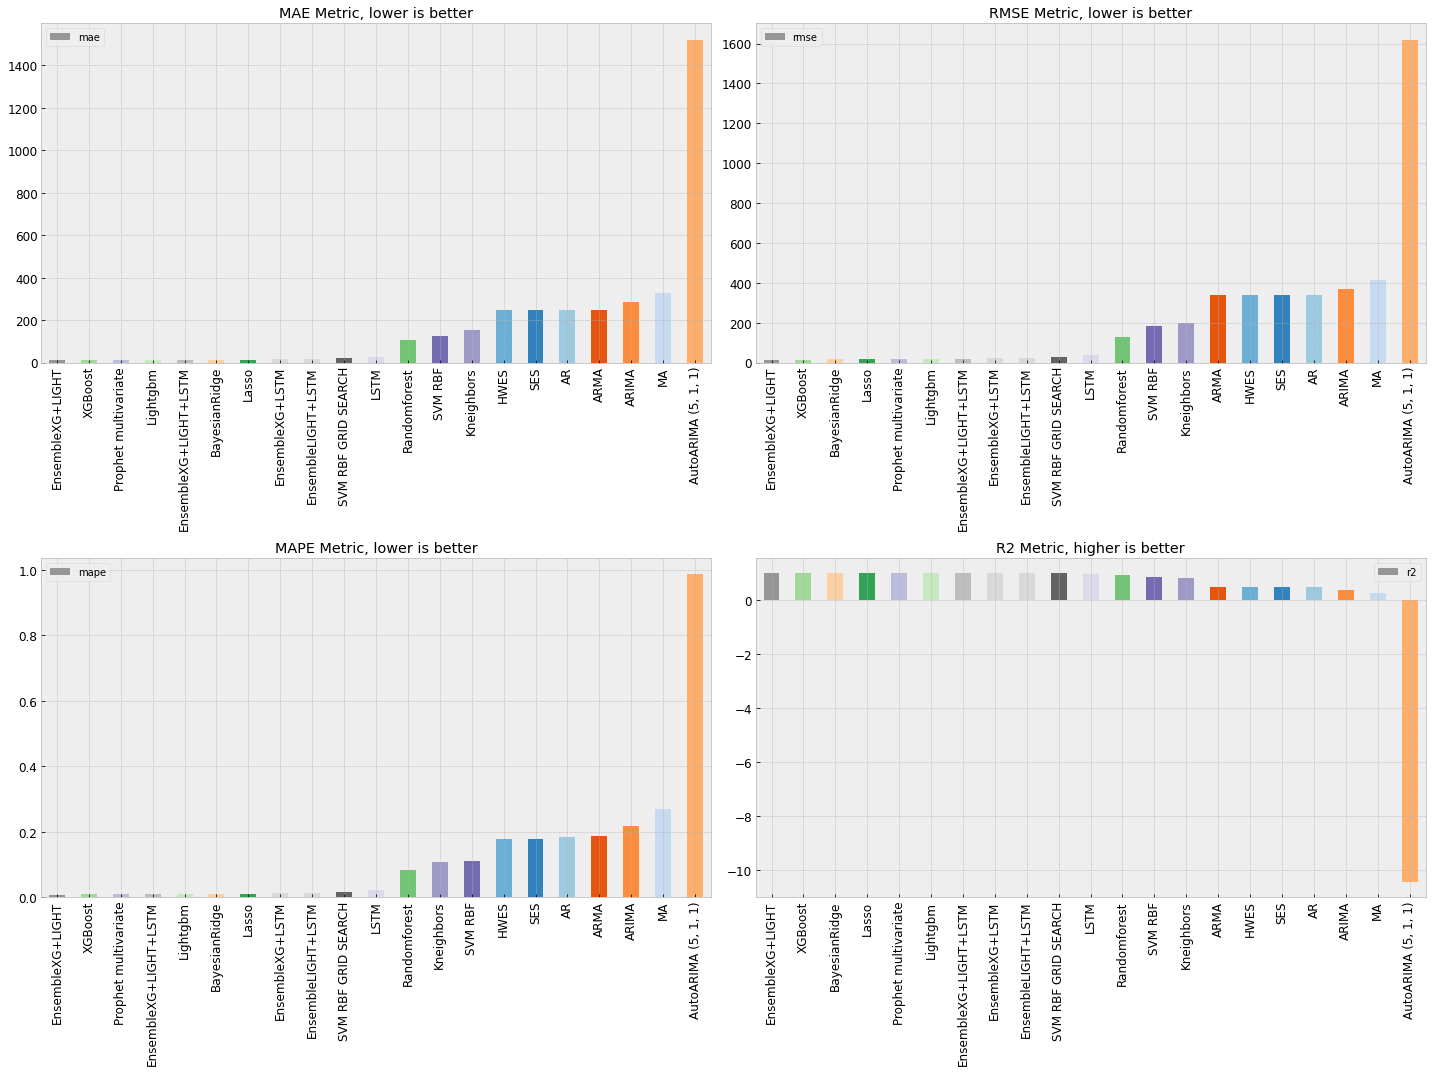 MAE Metric, lower is better
mae
1400
1200
1000
800
600
400
200
0
EnsembleXG+LIGHT
XGBoost
Prophet multivariate
Lightgbm
EnsembleXG+LIGHT+LSTM
BayesianRidge
Lasso
EnsembleXG+LSTM
EnsembleLIGHT+LSTM
SVM RBF GRID SEARCH
LSTM
Randomforest
SVM RBF
Kneighbors
HWES
SES
AR
ARMA
ARIMA
MA
AutoARIMA (5, 1, 1)
RMSE Metric, lower is better
rmse
1600
1400
1200
1000
800
600
400
200
0
EnsembleXG+LIGHT
XGBoost
BayesianRidge
Lasso
Prophet multivariate
Lightgbm
EnsembleXG+LIGHT+LSTM
EnsembleXG+LSTM
EnsembleLIGHT+LSTM
SVM RBF GRID SEARCH
LSTM
Randomforest
SVM RBF
Kneighbors
ARMA
HWES
SES
AR
ARIMA
MA
AutoARIMA (5, 1, 1)
MAPE Metric, lower is better
mape
1.0
0.8
0.6
0.4
0.2
0.0
EnsembleXG+LIGHT
XGBoost
Prophet multivariate
EnsembleXG+LIGHT+LSTM
Lightgbm
BayesianRidge
Lasso
EnsembleXG+LSTM
EnsembleLIGHT+LSTM
SVM RBF GRID SEARCH
LSTM
Randomforest
Kneighbors
SVM RBF
HWES
SES
AR
ARMA
ARIMA
MA
AutoARIMA (5, 1, 1)
R2 Metric, higher is better
r2
0
−2
−4
−6
−8
−10
EnsembleXG+LIGHT
XGBoost
BayesianRidge
Lasso
Prophet multivariate
Lightgbm
EnsembleXG+LIGHT+LSTM
EnsembleXG+LSTM
EnsembleLIGHT+LSTM
SVM RBF GRID SEARCH
LSTM
Randomforest
SVM RBF
Kneighbors
ARMA
HWES
SES
AR
ARIMA
MA
AutoARIMA (5, 1, 1)